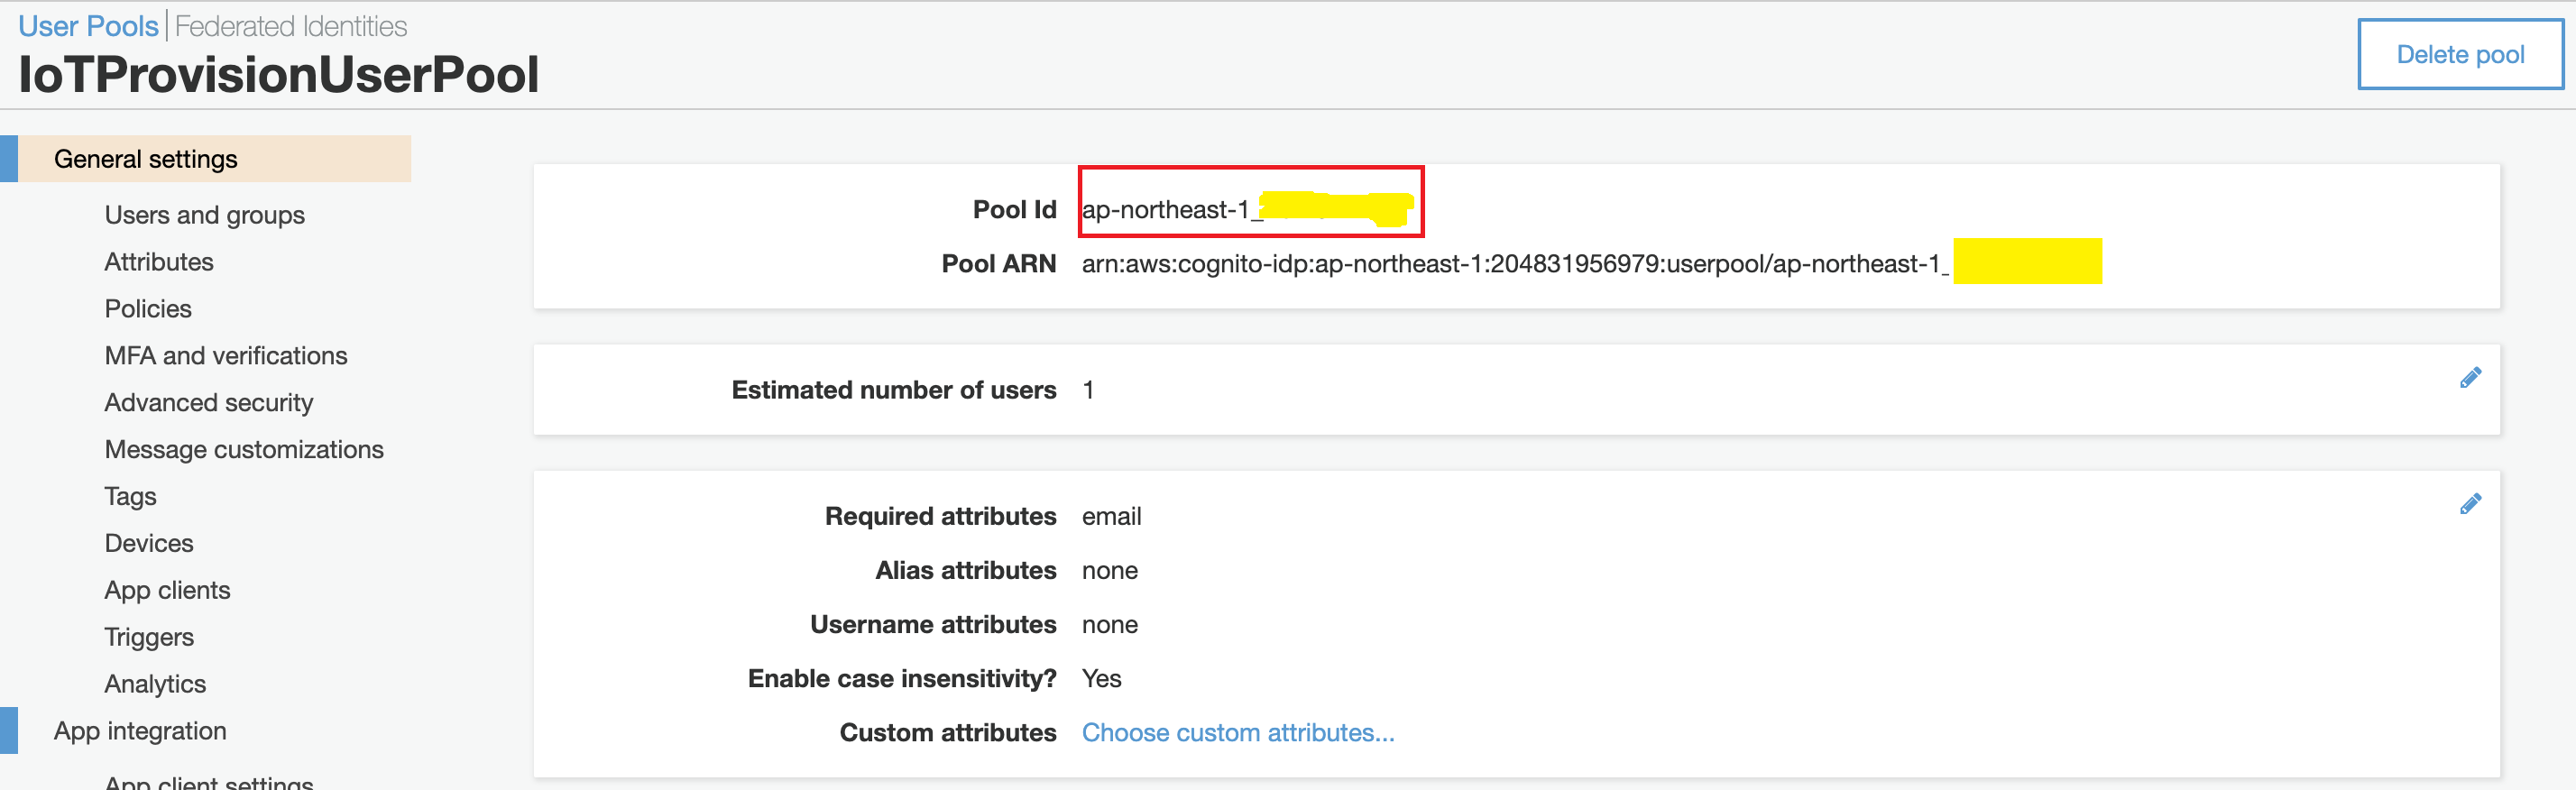 User Pools | Federated Identities
IoTProvisionUserPool
Delete pool
General settings
Users and groups
Attributes
Policies
MFA and verifications
Advanced security
Message customizations
Tags
Devices
App clients
Triggers
Analytics
App integration
App client settings
Pool Id ap-northeast-1_
Pool ARN arn:aws:cognito-idp:ap-northeast-1:204831956979:userpool/ap-northeast-1_
Estimated number of users 1
Required attributes email
Alias attributes none
Username attributes none
Enable case insensitivity? Yes
Custom attributes Choose custom attributes...